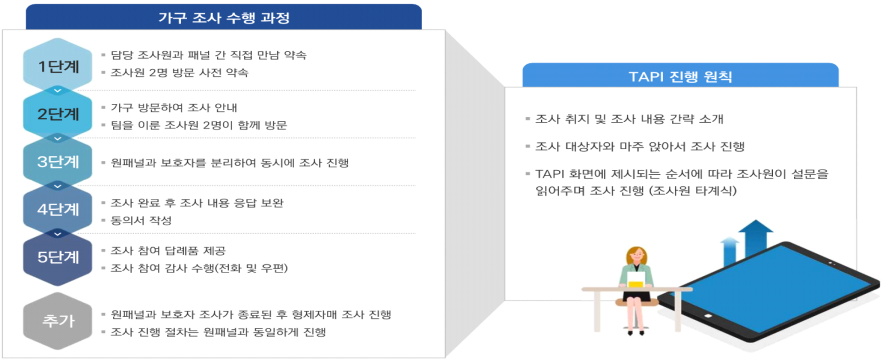 가구 조사 수행 과정
1단계
▪ 담당 조사원과 패널 간 직접 만남 약속
▪ 조사원 2명 방문 사전 약속
2단계
▪ 가구 방문하여 조사 안내
▪ 팀을 이룬 조사원 2명이 함께 방문
3단계
▪ 원패널과 보호자를 분리하여 동시에 조사 진행
4단계
▪ 조사 완료 후 조사 내용 응답 보완
▪ 동의서 작성
5단계
▪ 조사 참여 답례품 제공
▪ 조사 참여 감사 수행(전화 및 우편)
추가
▪ 원패널과 보호자 조사가 종료된 후 형제자매 조사 진행
▪ 조사 진행 절차는 원패널과 동일하게 진행
TAPI 진행 원칙
▪ 조사 취지 및 조사 내용 간략 소개
▪ 조사 대상자와 마주 앉아서 조사 진행
▪ TAPI 화면에 제시되는 순서에 따라 조사원이 설문을
읽어주며 조사 진행 (조사원 타계식)